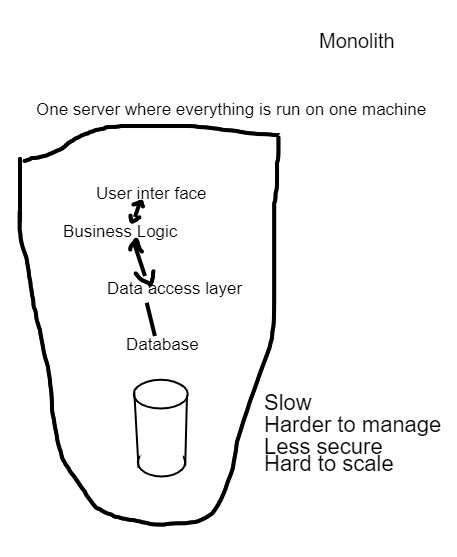 Monolith
One server where everything is run on one machine
User inter face
Business Logic
Data access layer
Database
Slow
Harder to manage
Less secure
Hard to scale